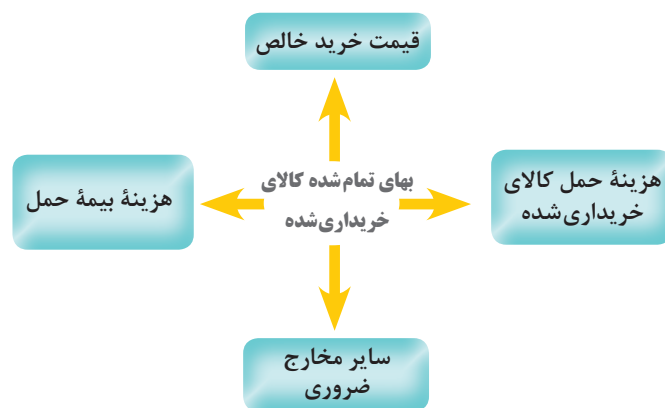 قیمت خرید خالص
هزینهٔ حمل کالای
خریداری‌شده
بهای تمام‌شده کالای
خریداری‌شده
هزینهٔ بیمهٔ حمل
سایر مخارج
ضروری